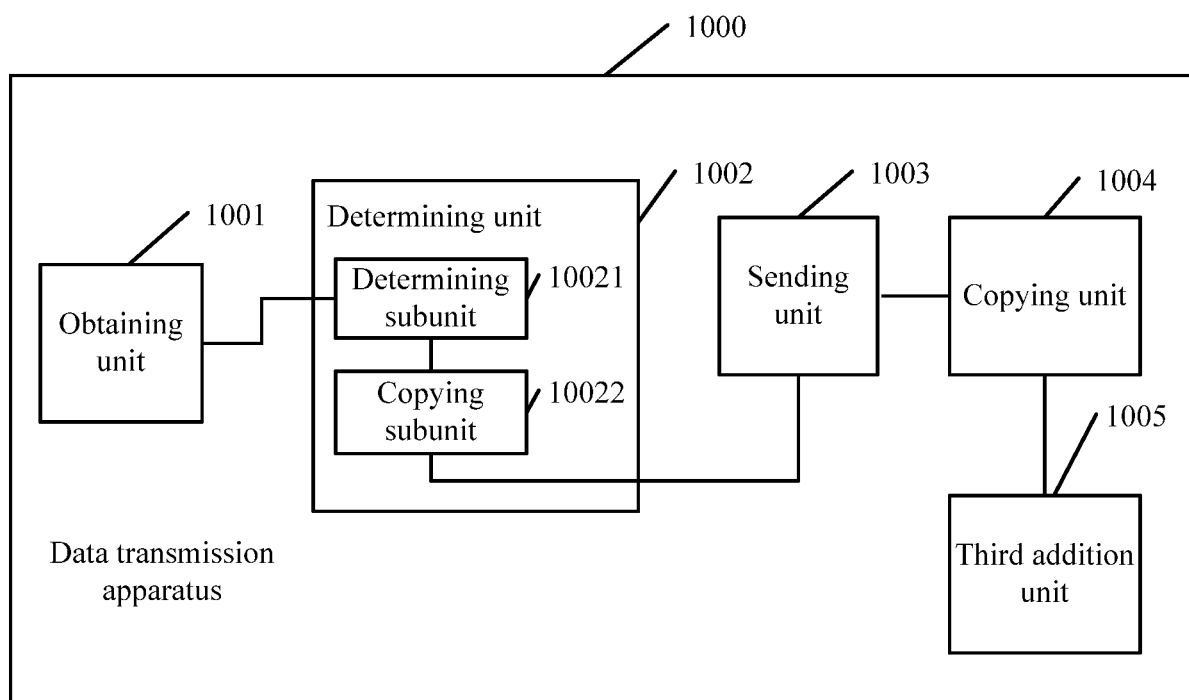 1000
1002
1003
1004
1001
Determining unit
Determining
subunit
10021
Sending
unit
Copying unit
Obtaining
unit
Copying
subunit
10022
1005
Data transmission
apparatus
Third addition
unit